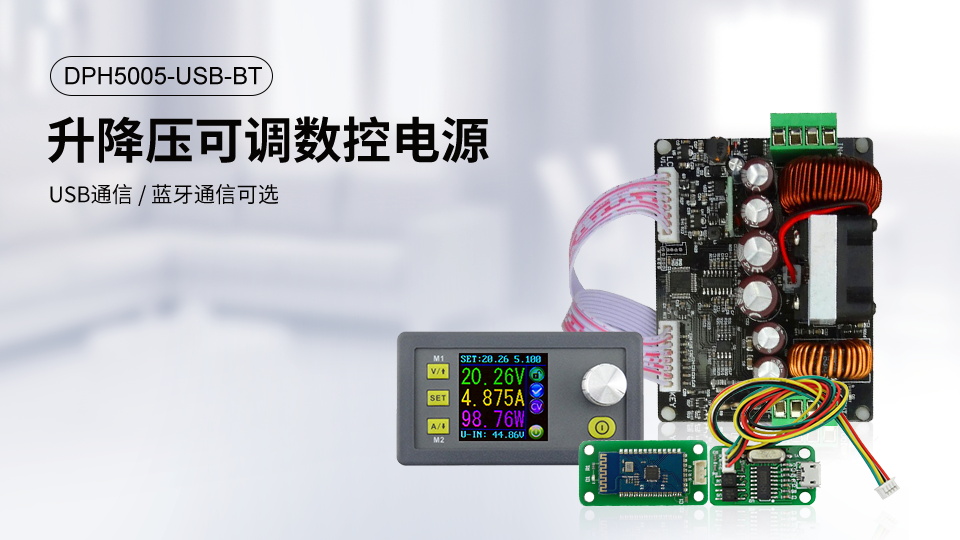 DPH5005-USB-BT
升降压可调数控电源
USB通信 / 蓝牙通信可选
M1
V/⬆
SET
A/⬇
M2
SET:20.26 5.100
20.26V
4.875A
98.76W
U-IN: 44.86V
CV
KEY